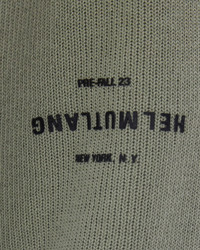 PRE-FALL 23
HELMUTLANG
NEW YORK, N.Y.